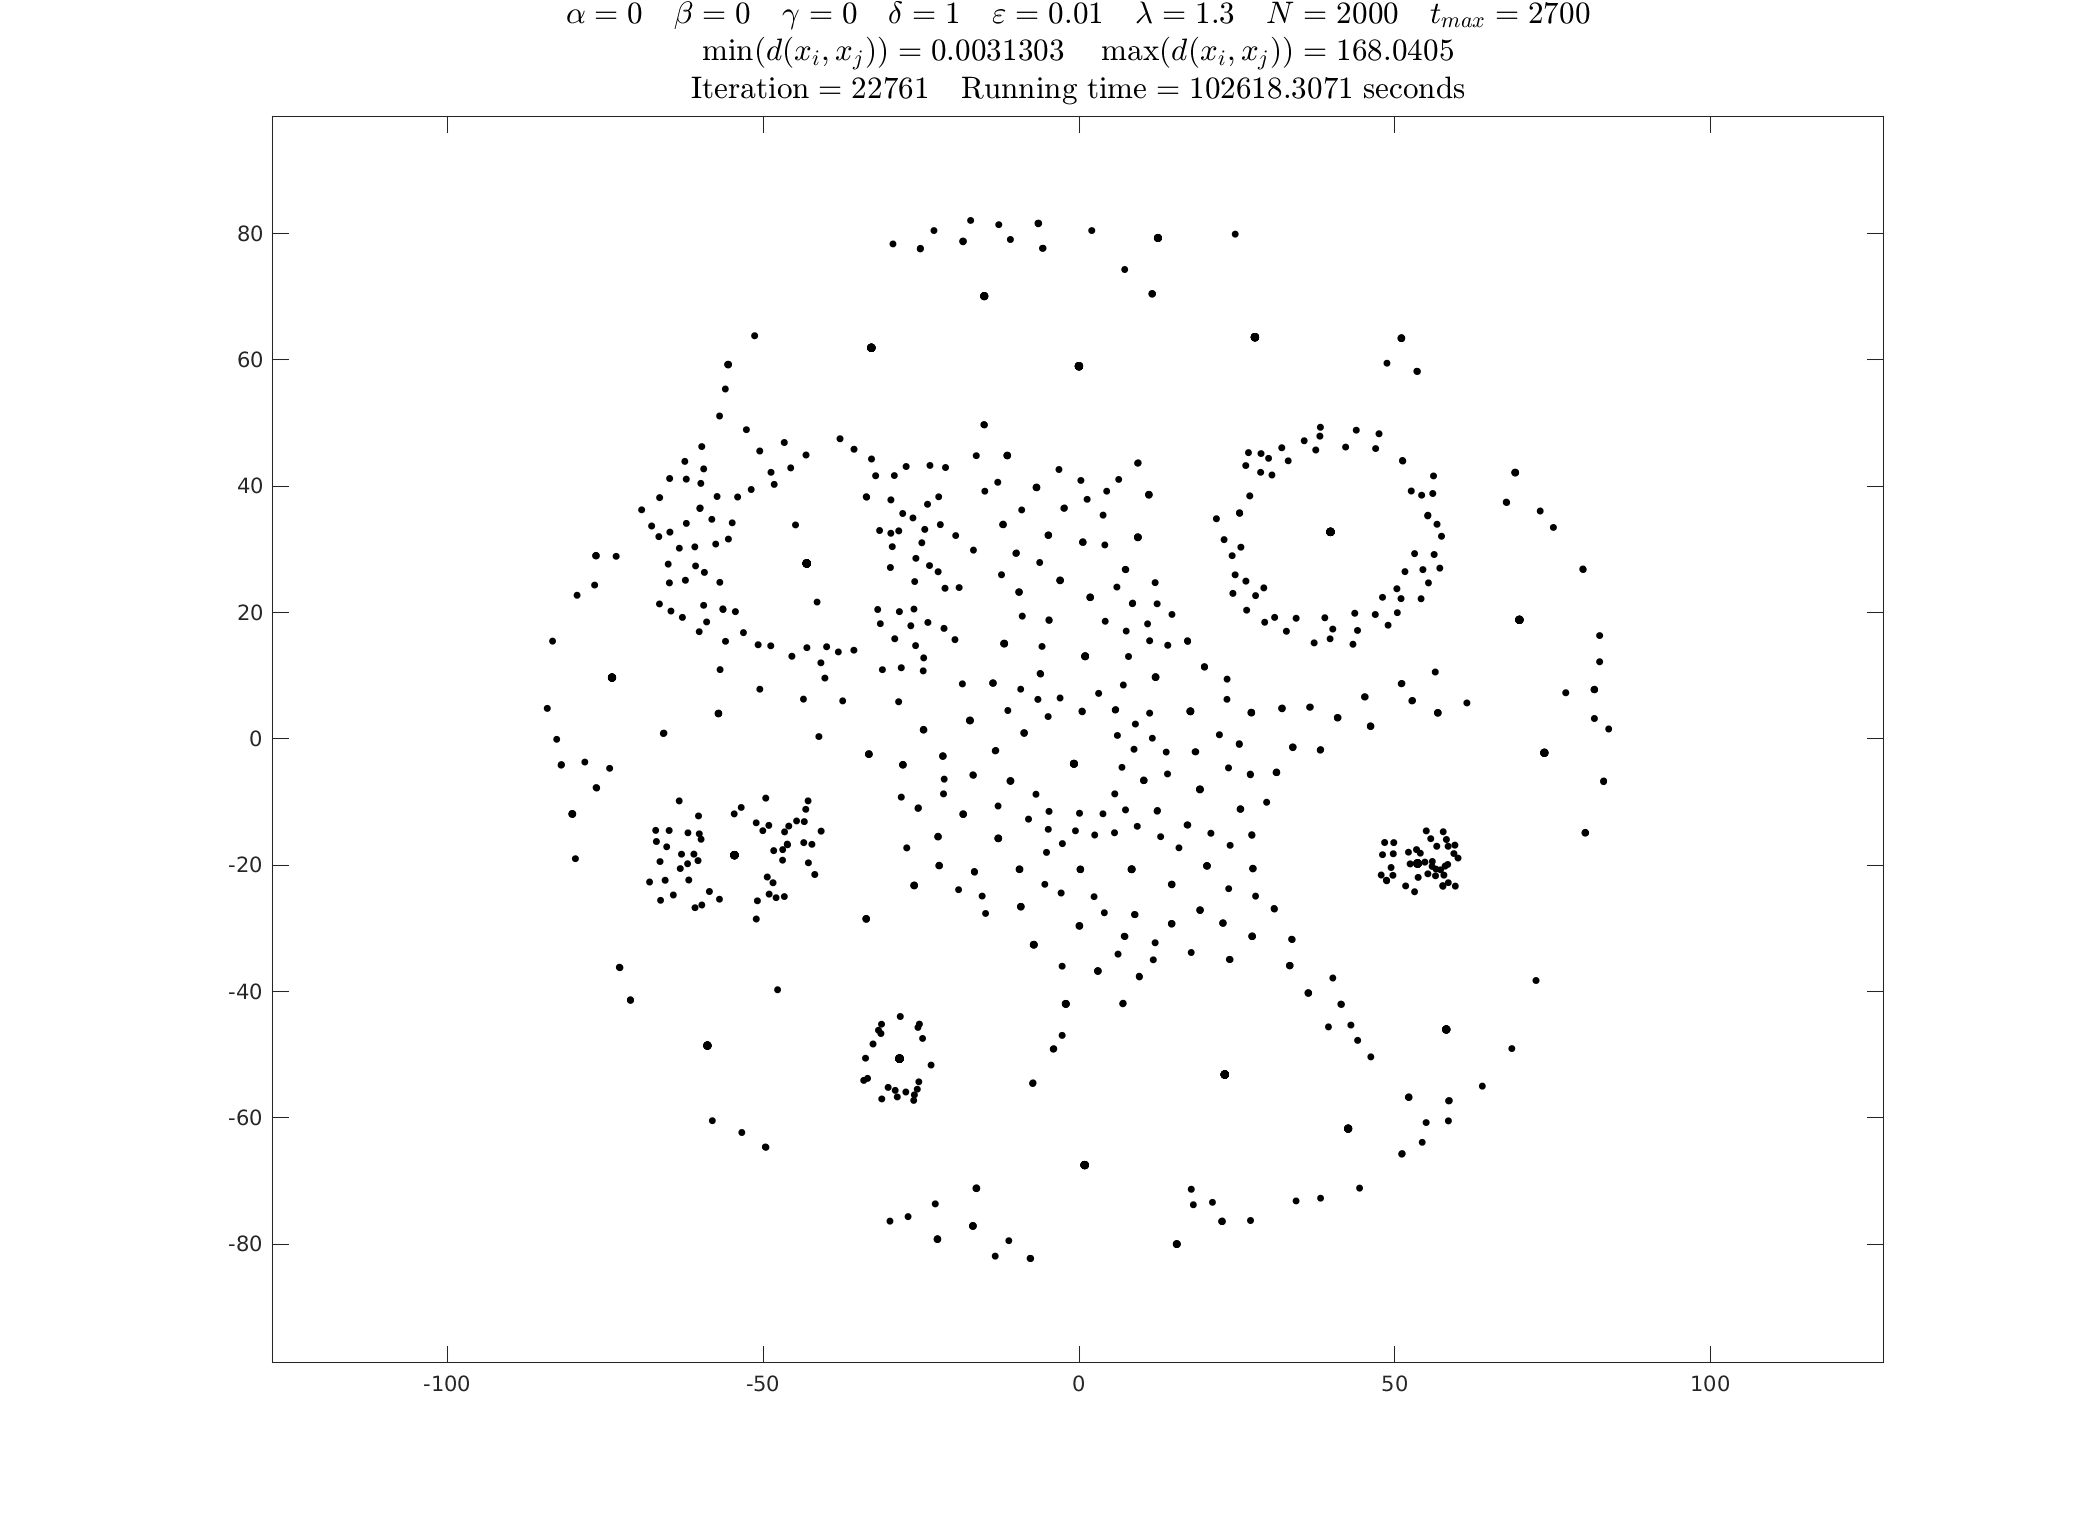 α = 0 β = 0 γ = 0 δ = 1 ε = 0.01 λ = 1.3 N = 2000 t_max = 2700
min(d(x_i, x_j)) = 0.0031303 max(d(x_i, x_j)) = 168.0405
Iteration = 22761 Running time = 102618.3071 seconds
80
60
40
20
0
-20
-40
-60
-80
-100 -50 0 50 100